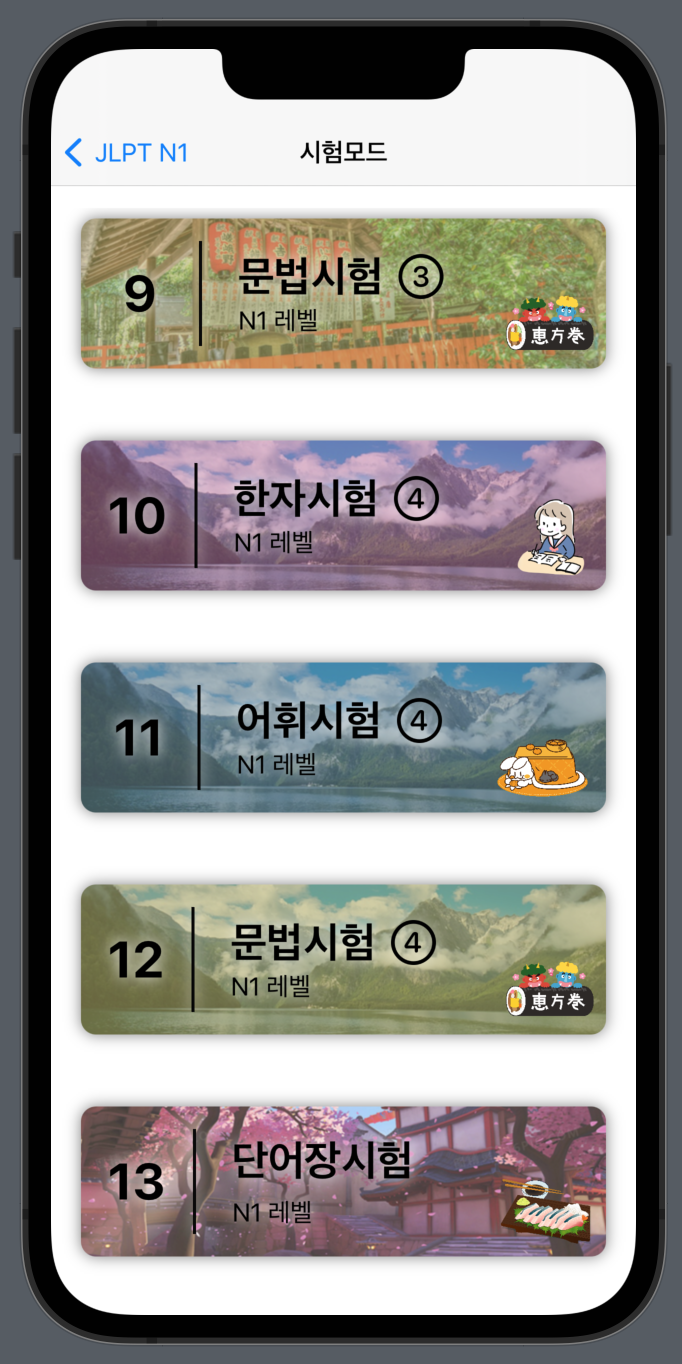 JLPT N1
시험모드
9
문법시험 ③
N1 레벨
恵方巻
10
한자시험 ④
N1 레벨
11
어휘시험 ④
N1 레벨
12
문법시험 ④
N1 레벨
恵方巻
13
단어장시험
N1 레벨